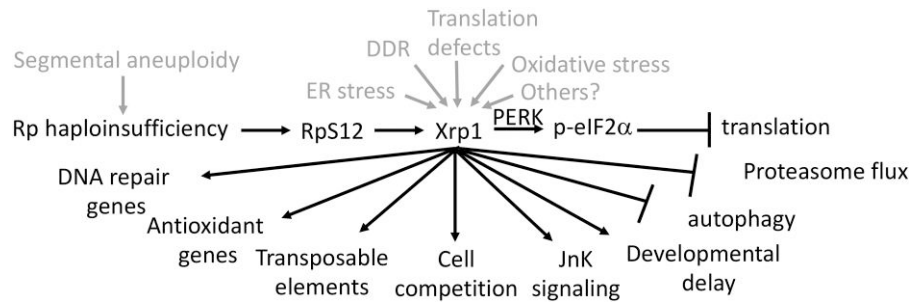 Translation
defects
DDR
Segmental aneuploidy
Oxidative stress
ER stress
Others?
PERK
Rp haploinsufficiency
RpS12
Xrp1
p-eIF2α
translation
Proteasome flux
DNA repair
genes
autophagy
Antioxidant
genes
Transposable
elements
Cell
competition
JnK
signaling
Developmental
delay